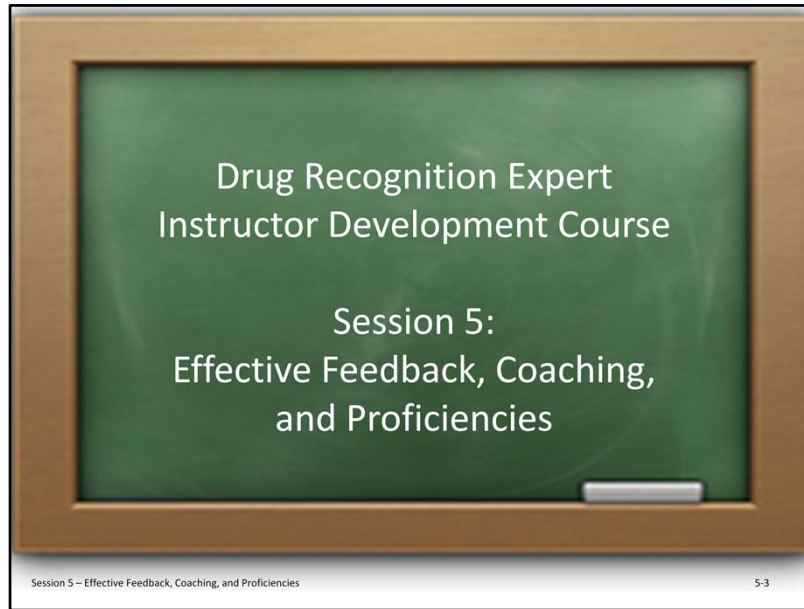 Drug Recognition Expert
Instructor Development Course
Session 5:
Effective Feedback, Coaching,
and Proficiencies
Session 5 – Effective Feedback, Coaching, and Proficiencies
5-3